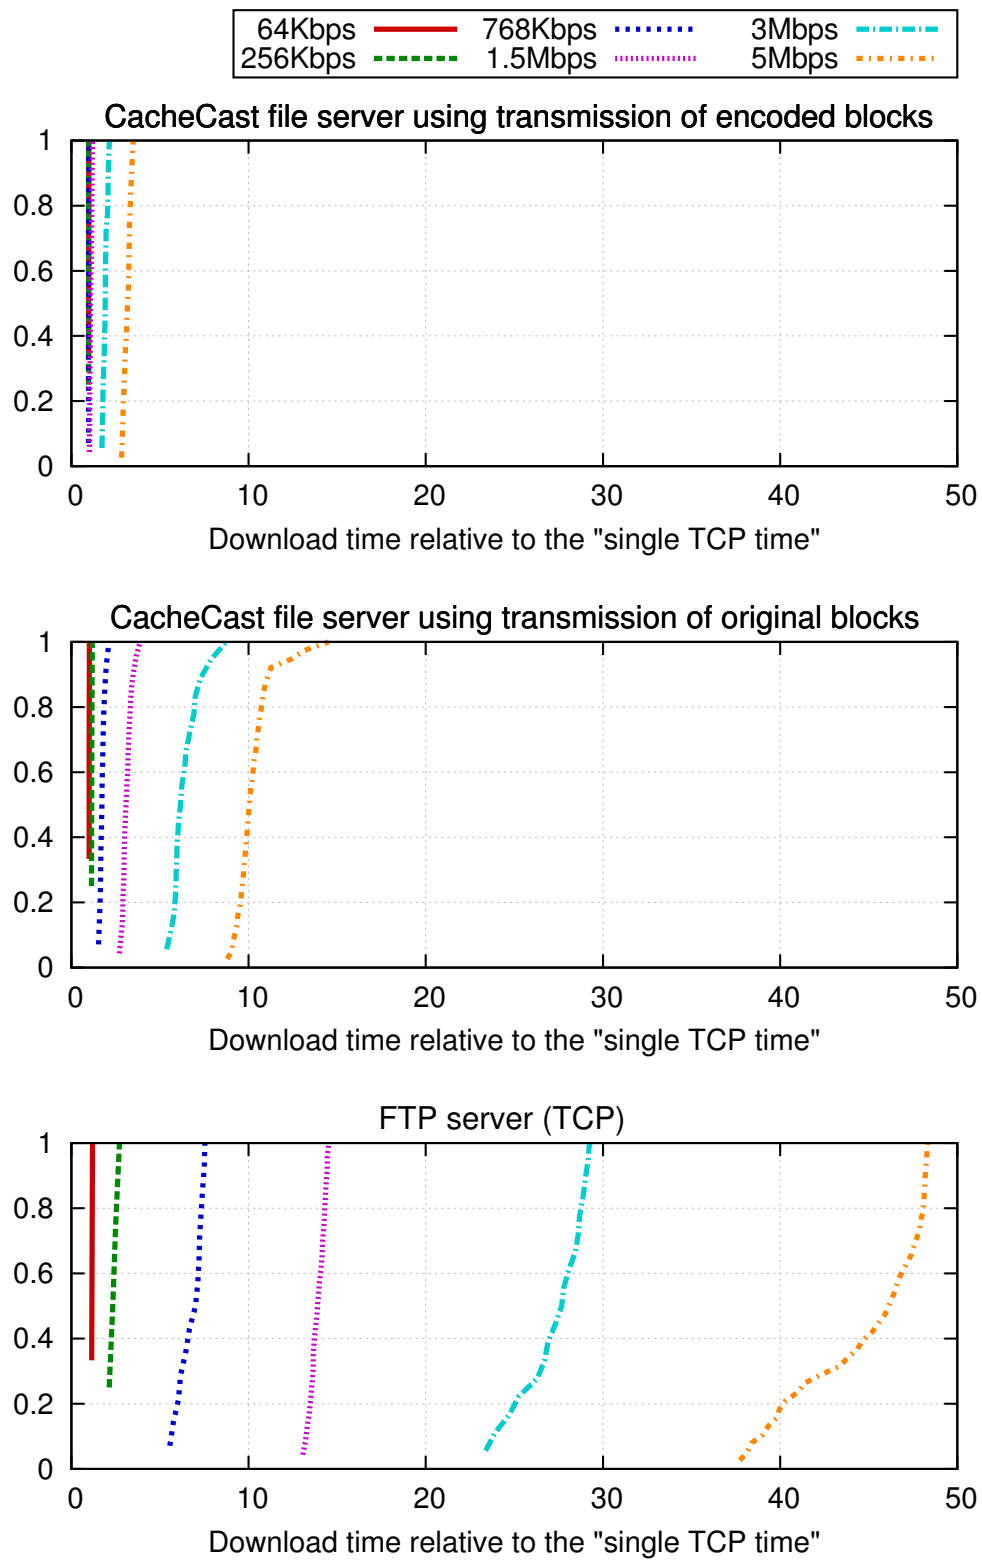 64Kbps 768Kbps 3Mbps
256Kbps 1.5Mbps 5Mbps
CacheCast file server using transmission of encoded blocks
1
0.8
0.6
0.4
0.2
0
0 10 20 30 40 50
Download time relative to the "single TCP time"
CacheCast file server using transmission of original blocks
1
0.8
0.6
0.4
0.2
0
0 10 20 30 40 50
Download time relative to the "single TCP time"
FTP server (TCP)
1
0.8
0.6
0.4
0.2
0
0 10 20 30 40 50
Download time relative to the "single TCP time"